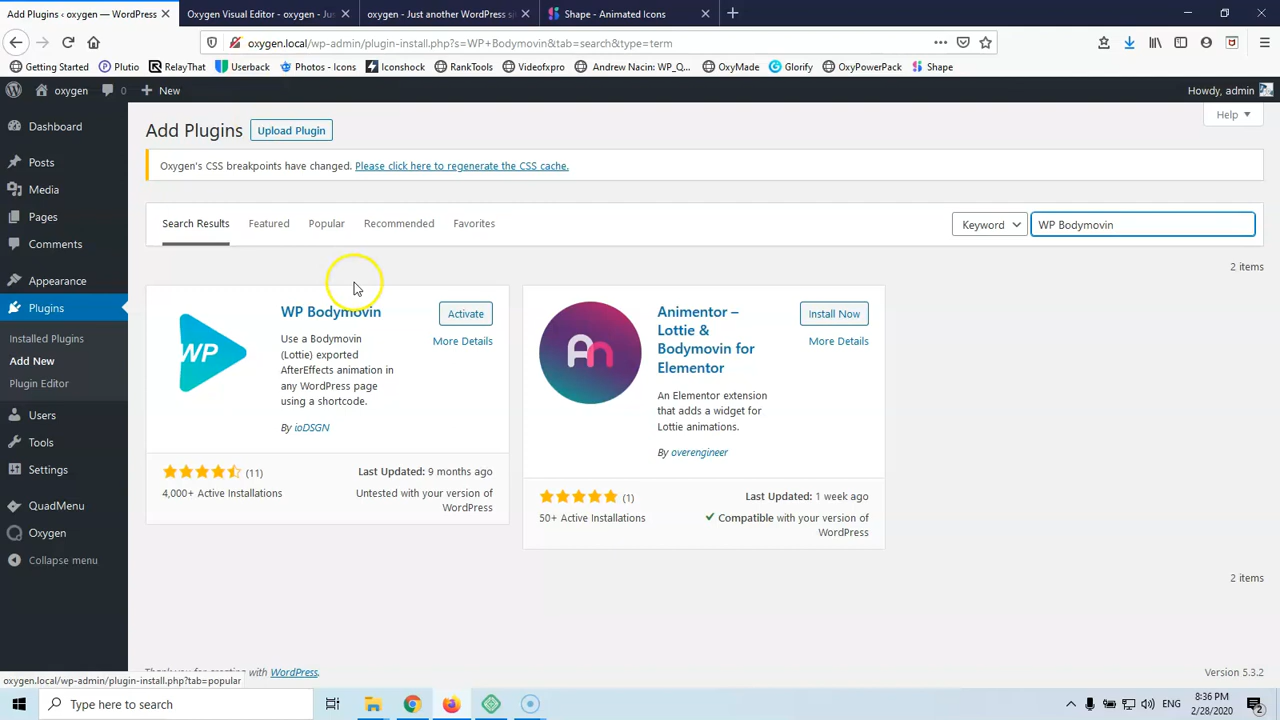 Add Plugins ‹ oxygen — WordPress
Oxygen Visual Editor - oxygen - Jus
oxygen - Just another WordPress si
Shape - Animated Icons
oxygen.local/wp-admin/plugin-install.php?s=WP+Bodymovin&tab=search&type=term
Getting Started
Plutio
RelayThat
Userback
Photos - Icons
Iconshock
RankTools
Videofxpro
Andrew Nacin: WP_Q...
OxyMade
Glorify
OxyPowerPack
Shape
oxygen
0
New
Howdy, admin
Dashboard
Posts
Media
Pages
Comments
Appearance
Plugins
Installed Plugins
Add New
Plugin Editor
Users
Tools
Settings
QuadMenu
Oxygen
Collapse menu
Add Plugins
Upload Plugin
Help
Oxygen's CSS breakpoints have changed. Please click here to regenerate the CSS cache.
Search Results
Featured
Popular
Recommended
Favorites
Keyword
WP Bodymovin
2 items
WP
WP Bodymovin
Activate
More Details
Use a Bodymovin
(Lottie) exported
AfterEffects animation in
any WordPress page
using a shortcode.
By ioDSGN
(11)
4,000+ Active Installations
Last Updated: 9 months ago
Untested with your version of
WordPress
An
Animentor –
Lottie &
Bodymovin for
Elementor
Install Now
More Details
An Elementor extension
that adds a widget for
Lottie animations.
By overengineer
(1)
50+ Active Installations
Last Updated: 1 week ago
Compatible with your version of
WordPress
2 items
Thank you for creating with WordPress.
Version 5.3.2
oxygen.local/wp-admin/plugin-install.php?tab=popular
Type here to search
ENG
8:36 PM
2/28/2020
2